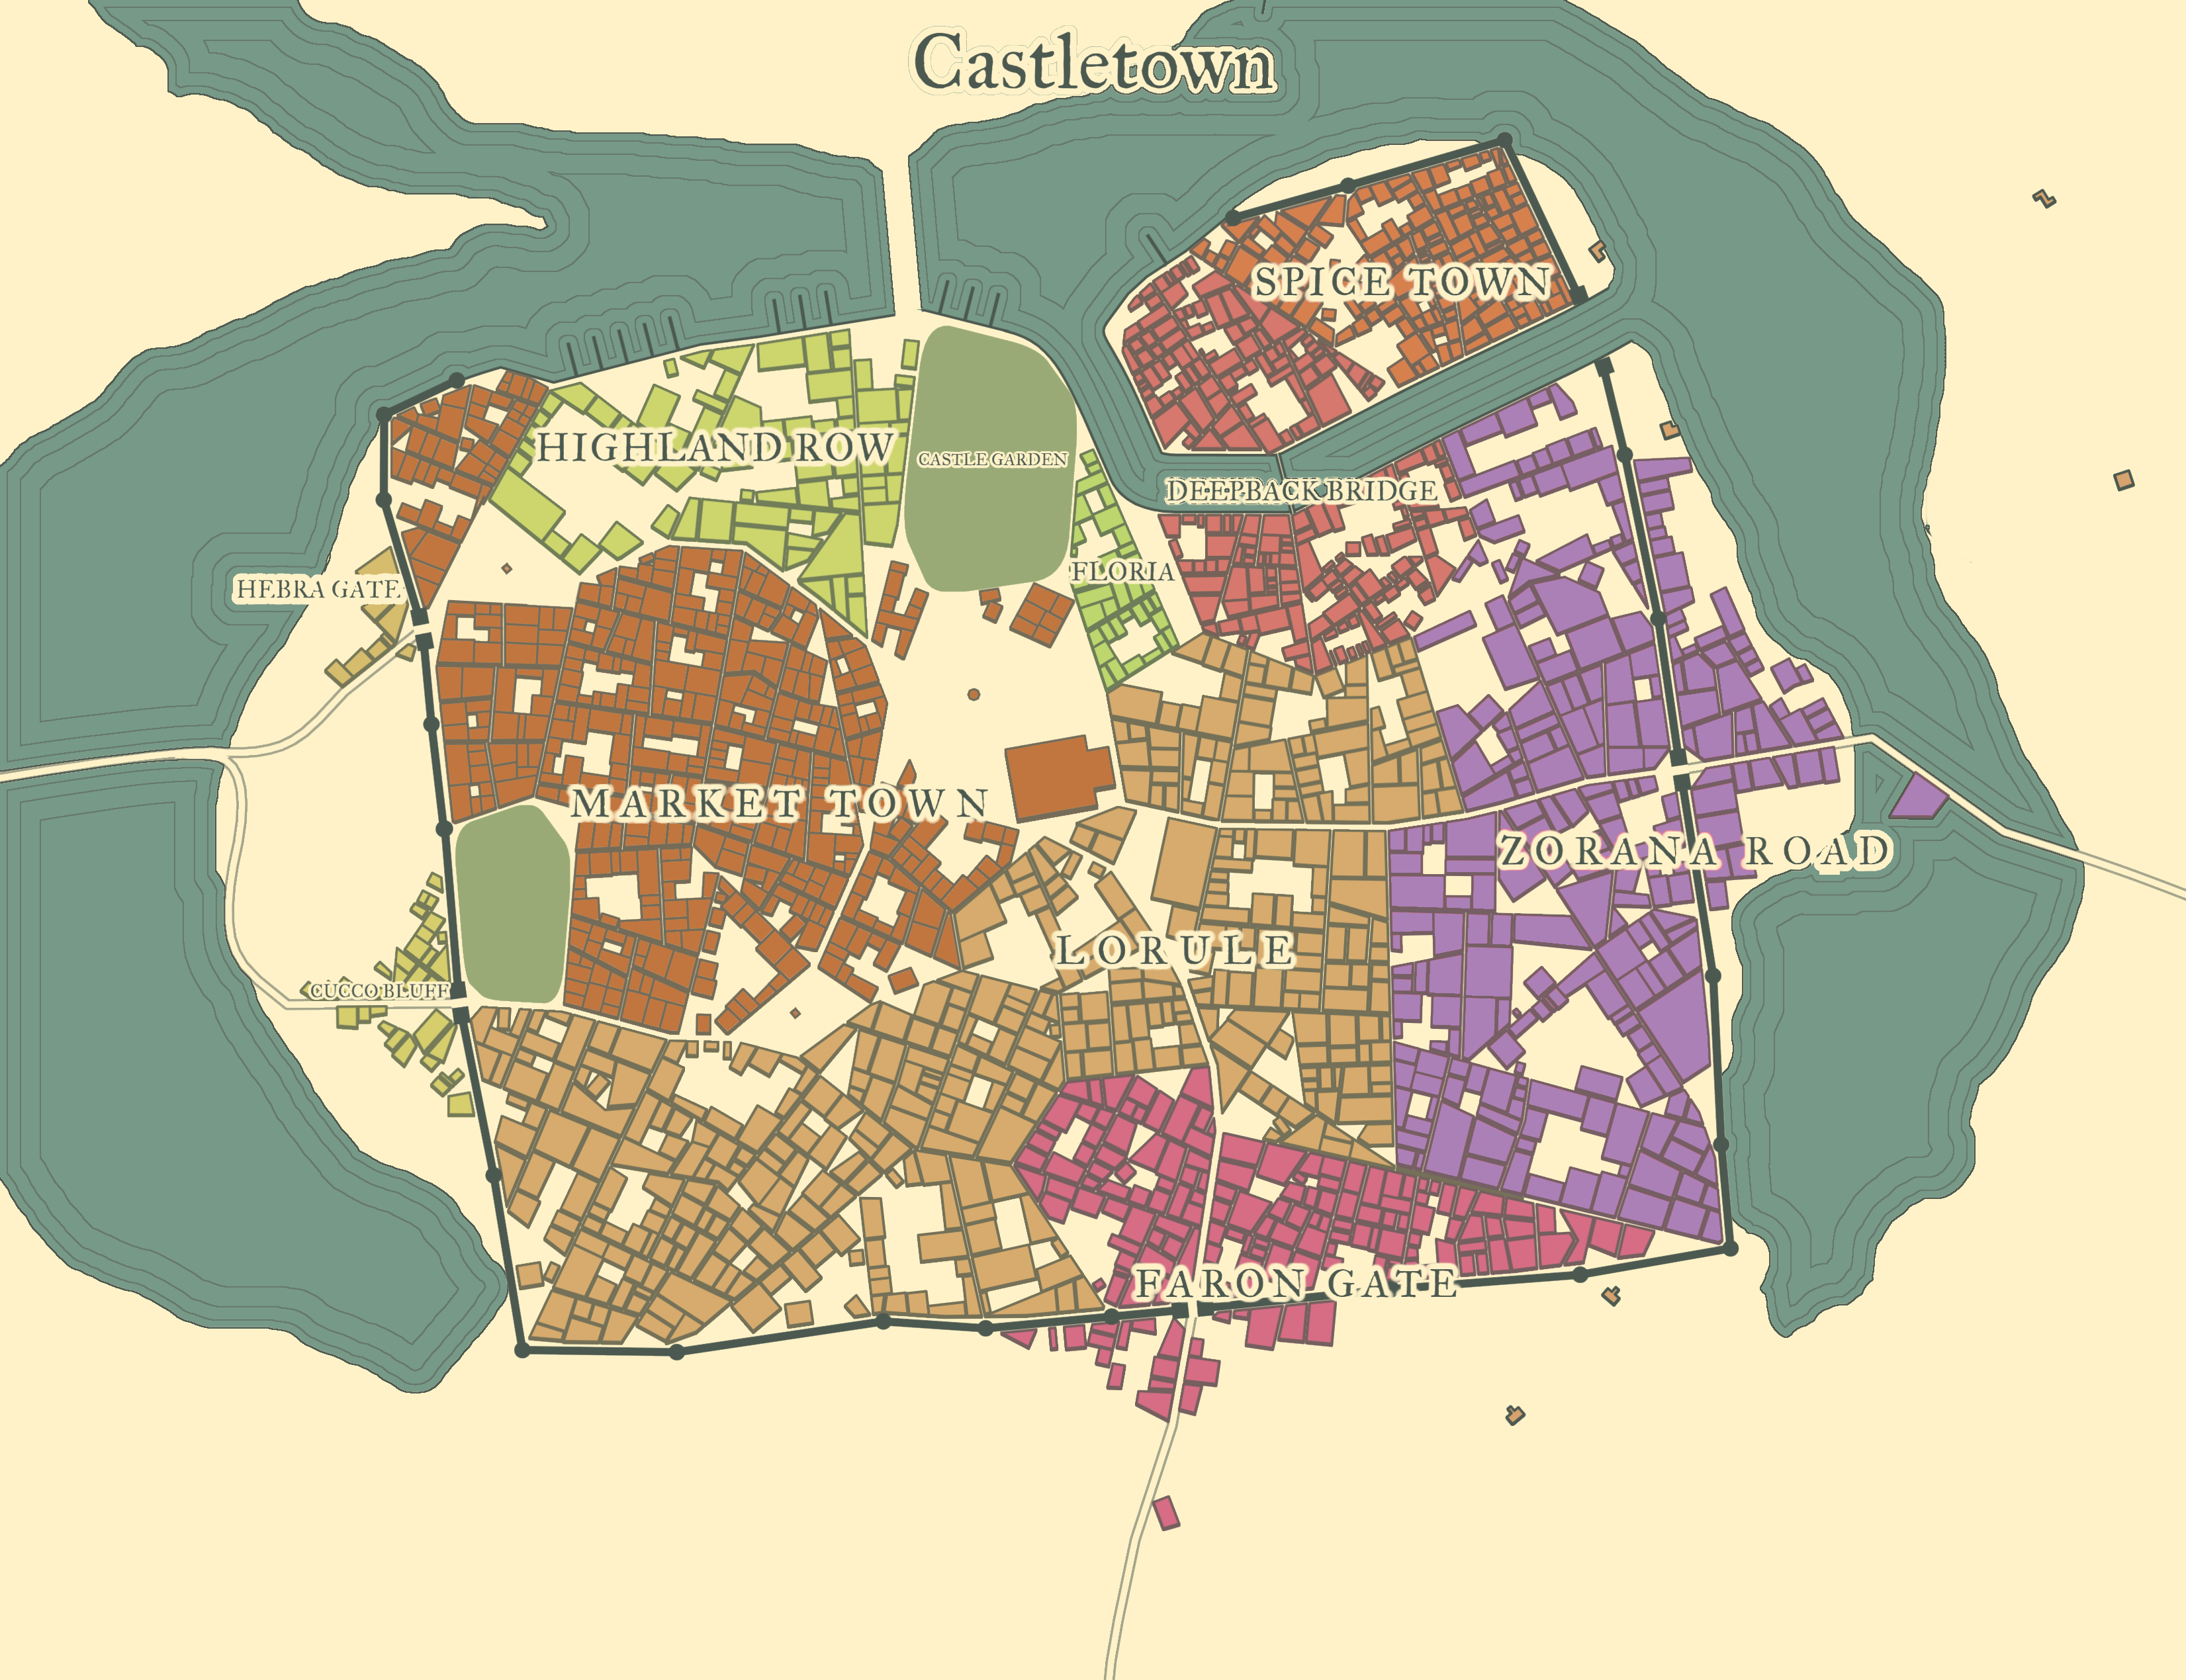 Castletown
SPICE TOWN
HIGHLAND ROW
CASTLE GARDEN
DEEPBACK BRIDGE
FLORIA
HEBRA GATE
MARKET TOWN
ZORANA ROAD
LORULE
CUCCO BLUFF
FARON GATE